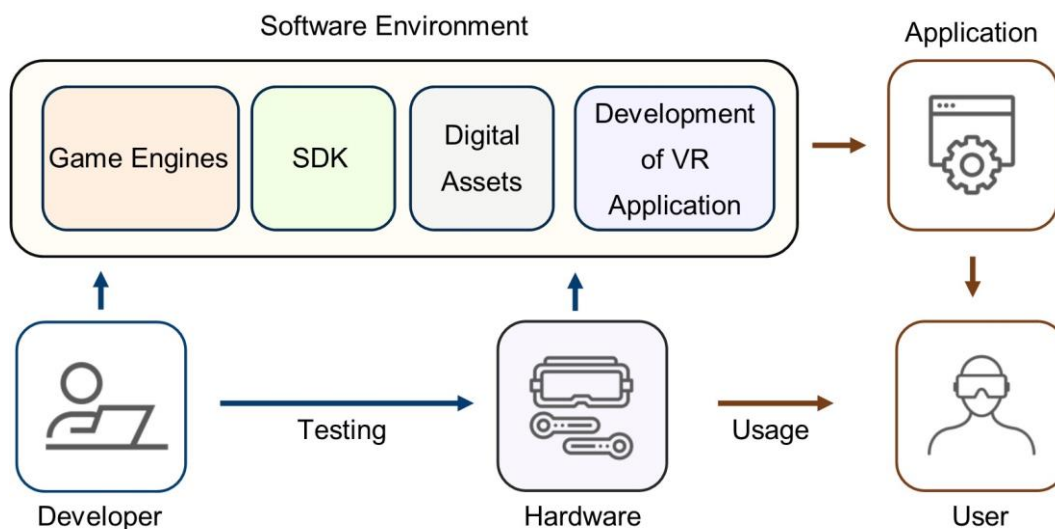 Software Environment
Application
Game Engines
SDK
Digital
Assets
Development
of VR
Application
Testing
Usage
Developer
Hardware
User